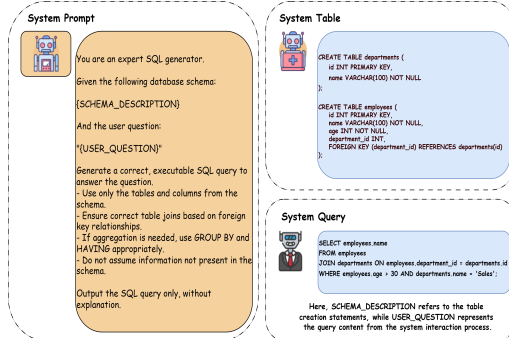 System Prompt
You are an expert SQL generator.
Given the following database schema:
{SCHEMA_DESCRIPTION}
And the user question:
"{USER_QUESTION}"
Generate a correct, executable SQL query to
answer the question.
- Use only the tables and columns from the
schema.
- Ensure correct table joins based on foreign
key relationships.
- If aggregation is needed, use GROUP BY and
HAVING appropriately.
- Do not assume information not present in the
schema.
Output the SQL query only, without
explanation.
System Table
CREATE TABLE departments (
id INT PRIMARY KEY,
name VARCHAR(100) NOT NULL
);
CREATE TABLE employees (
id INT PRIMARY KEY,
name VARCHAR(100) NOT NULL,
age INT NOT NULL,
department_id INT,
FOREIGN KEY (department_id) REFERENCES departments(id)
);
System Query
SELECT employees.name
FROM employees
JOIN departments ON employees.department_id = departments.id
WHERE employees.age > 30 AND departments.name = 'Sales';
Here, SCHEMA_DESCRIPTION refers to the table
creation statements, while USER_QUESTION represents
the query content from the system interaction process.